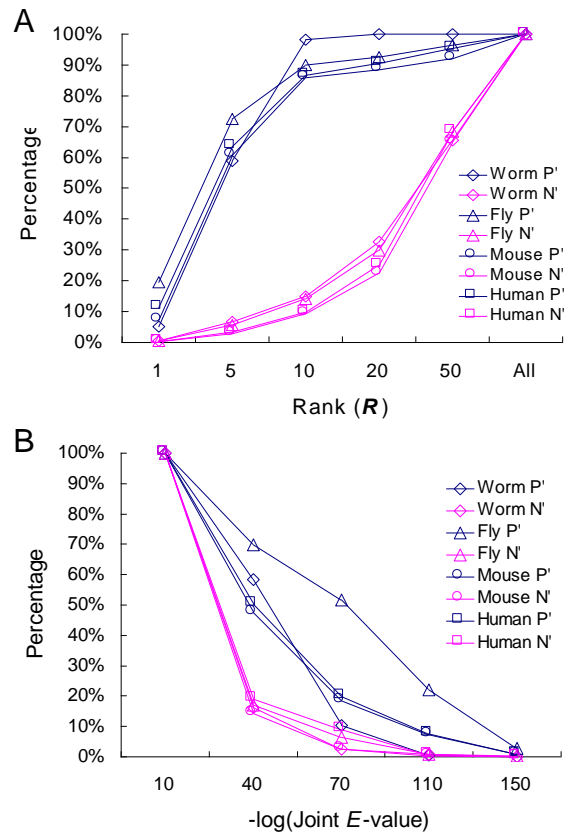 A
100%
90%
80%
70%
60%
50%
40%
30%
20%
10%
0%
Percentage
Worm P'
Worm N'
Fly P'
Fly N'
Mouse P'
Mouse N'
Human P'
Human N'
1 5 10 20 50 All
Rank (R)
B
100%
90%
80%
70%
60%
50%
40%
30%
20%
10%
0%
Percentage
Worm P'
Worm N'
Fly P'
Fly N'
Mouse P'
Mouse N'
Human P'
Human N'
10 40 70 110 150
-log(Joint E-value)